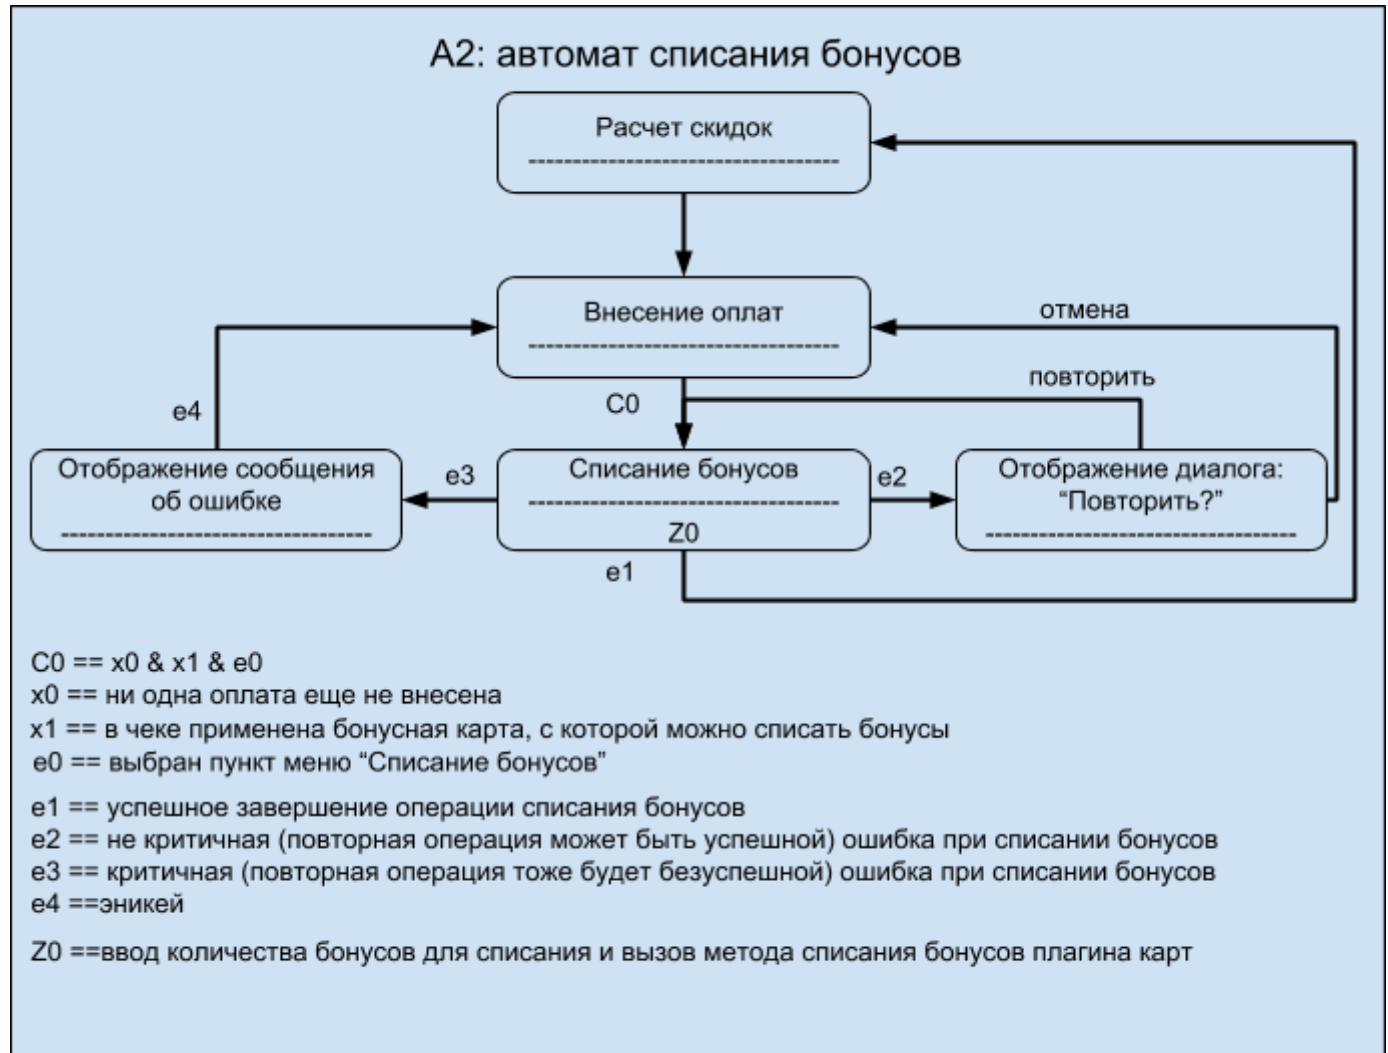 А2: автомат списания бонусов
Расчет скидок
----------------------------------
Внесение оплат
----------------------------------
отмена
повторить
С0
e4
Отображение сообщения
об ошибке
----------------------------------
e3
Списание бонусов
----------------------------------
Z0
e2
Отображение диалога:
“Повторить?”
----------------------------------
e1
C0 == x0 & x1 & e0
x0 == ни одна оплата еще не внесена
x1 == в чеке применена бонусная карта, с которой можно списать бонусы
e0 == выбран пункт меню “Списание бонусов”
e1 == успешное завершение операции списания бонусов
e2 == не критичная (повторная операция может быть успешной) ошибка при списании бонусов
e3 == критичная (повторная операция тоже будет безуспешной) ошибка при списании бонусов
e4 ==эникей
Z0 ==ввод количества бонусов для списания и вызов метода списания бонусов плагина карт